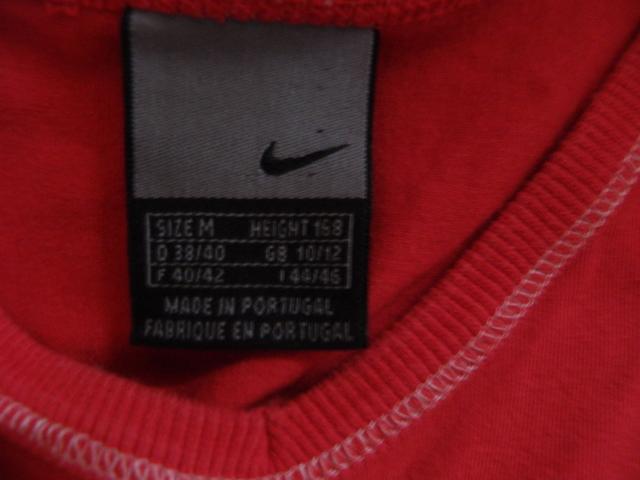 SIZE M HEIGHT 168
D 38/40 GB 10/12
F 40/42 I 44/46
MADE IN PORTUGAL
FABRIQUE EN PORTUGAL